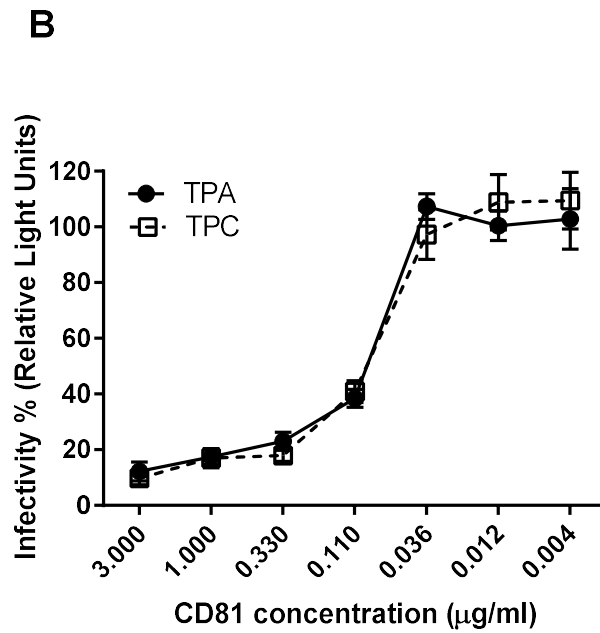 B
Infectivity % (Relative Light Units)
120
100
80
60
40
20
0
TPA
TPC
3.000
1.000
0.330
0.110
0.036
0.012
0.004
CD81 concentration (μg/ml)